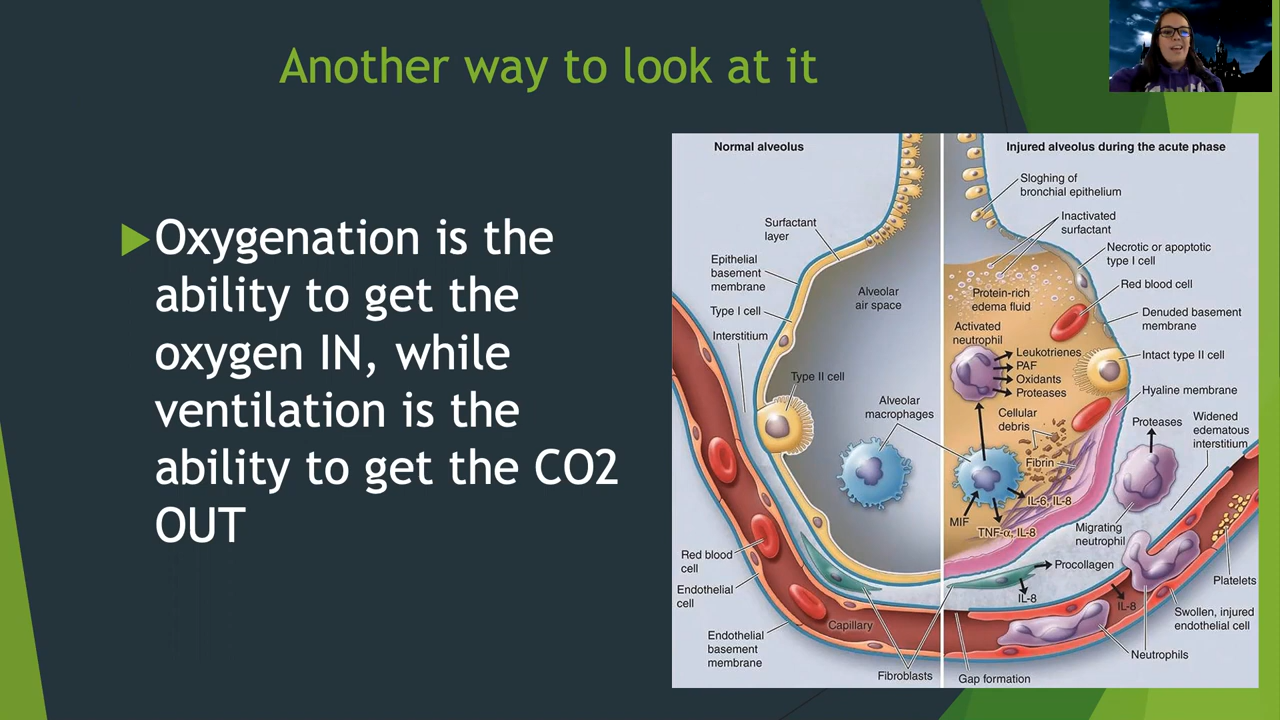 Another way to look at it
Oxygenation is the
ability to get the
oxygen IN, while
ventilation is the
ability to get the CO2
OUT
Normal alveolus
Surfactant
layer
Epithelial
basement
membrane
Type I cell
Interstitium
Type II cell
Alveolar
air space
Alveolar
macrophages
Red blood
cell
Endothelial
cell
Endothelial
basement
membrane
Capillary
Fibroblasts
Injured alveolus during the acute phase
Sloghing of
bronchial epithelium
Inactivated
surfactant
Necrotic or apoptotic
type I cell
Red blood cell
Protein-rich
edema fluid
Denuded basement
membrane
Activated
neutrophil
Leukotrienes
PAF
Oxidants
Proteases
Intact type II cell
Hyaline membrane
Cellular
debris
Proteases
Widened
edematous
interstitium
Fibrin
IL-6, IL-8
MIF
TNF-α, IL-8
Migrating
neutrophil
Procollagen
IL-8
IL-8
Platelets
Swollen, injured
endothelial cell
Neutrophils
Gap formation